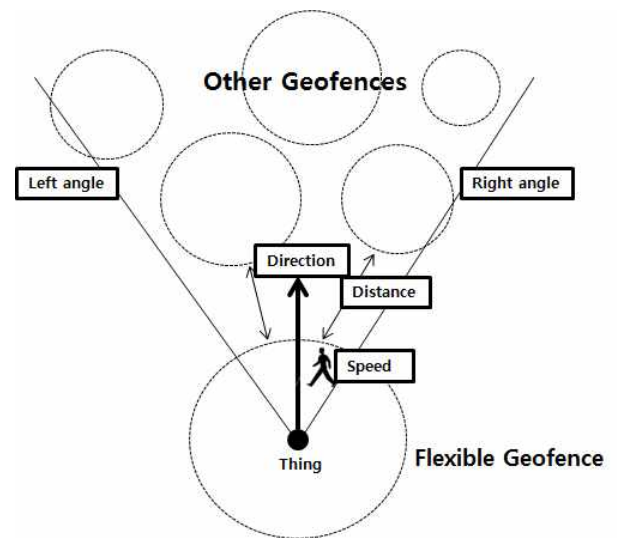 Other Geofences
Left angle
Right angle
Direction
Distance
Speed
Thing
Flexible Geofence